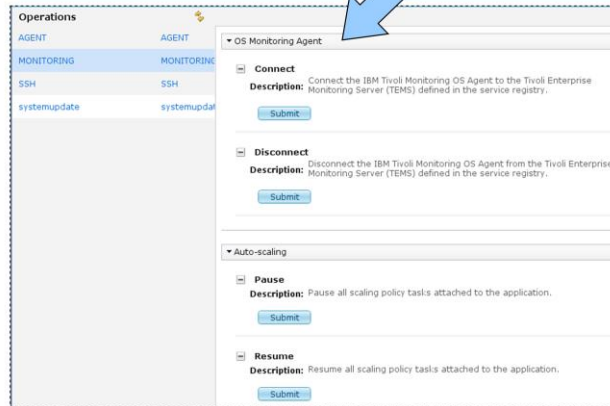 Operations
AGENT AGENT
MONITORING MONITORING
SSH SSH
systemupdate systemupdat
OS Monitoring Agent
Connect
Description: Connect the IBM Tivoli Monitoring OS Agent to the Tivoli Enterprise
Monitoring Server (TEMS) defined in the service registry.
Submit
Disconnect
Description: Disconnect the IBM Tivoli Monitoring OS Agent from the Tivoli Enterprise
Monitoring Server (TEMS) defined in the service registry.
Submit
Auto-scaling
Pause
Description: Pause all scaling policy tasks attached to the application.
Submit
Resume
Description: Resume all scaling policy tasks attached to the application.
Submit